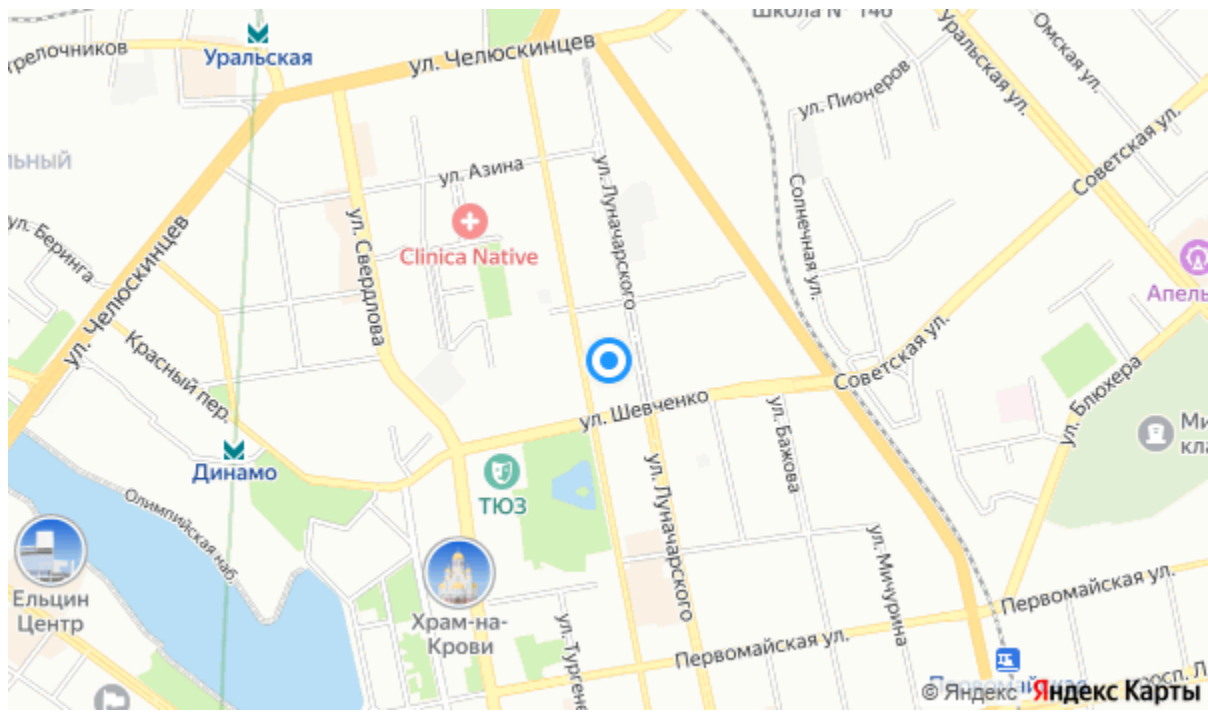 Школа № 146
Уральская
ул. Челюскинцев
ул. Пионеров
Уральская ул.
Омская ул.
ул. Азина
ул. Луначарского
Солнечная ул.
Советская ул.
ул. Беринга
ул. Челюскинцев
ул. Свердлова
Clinica Native
Красный пер.
ул. Шевченко
Советская ул.
ул. Блюхера
ул. Бажова
Динамо
Олимпийская наб.
ТЮЗ
ул. Луначарского
ул. Мичурина
Ельцин
Центр
Храм-на-
Крови
Первомайская ул.
Первомайская ул.
Первомайская
© Яндекс Яндекс Карты